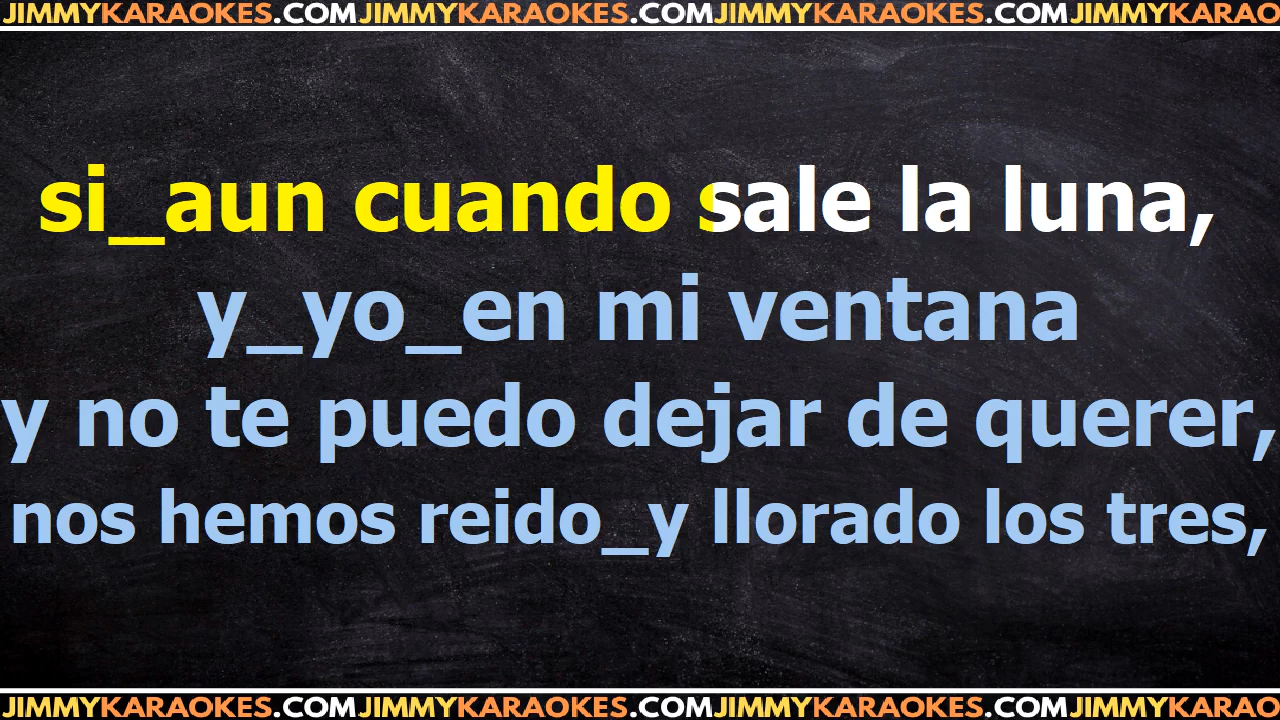 JIMMYKARAOKES.COMJIMMYKARAOKES.COMJIMMYKARAOKES.COMJIMMYKARAO
si_aun cuando sale la luna,
y_yo_en mi ventana
y no te puedo dejar de querer,
nos hemos reido_y llorado los tres,
JIMMYKARAOKES.COMJIMMYKARAOKES.COMJIMMYKARAOKES.COMJIMMYKARAO